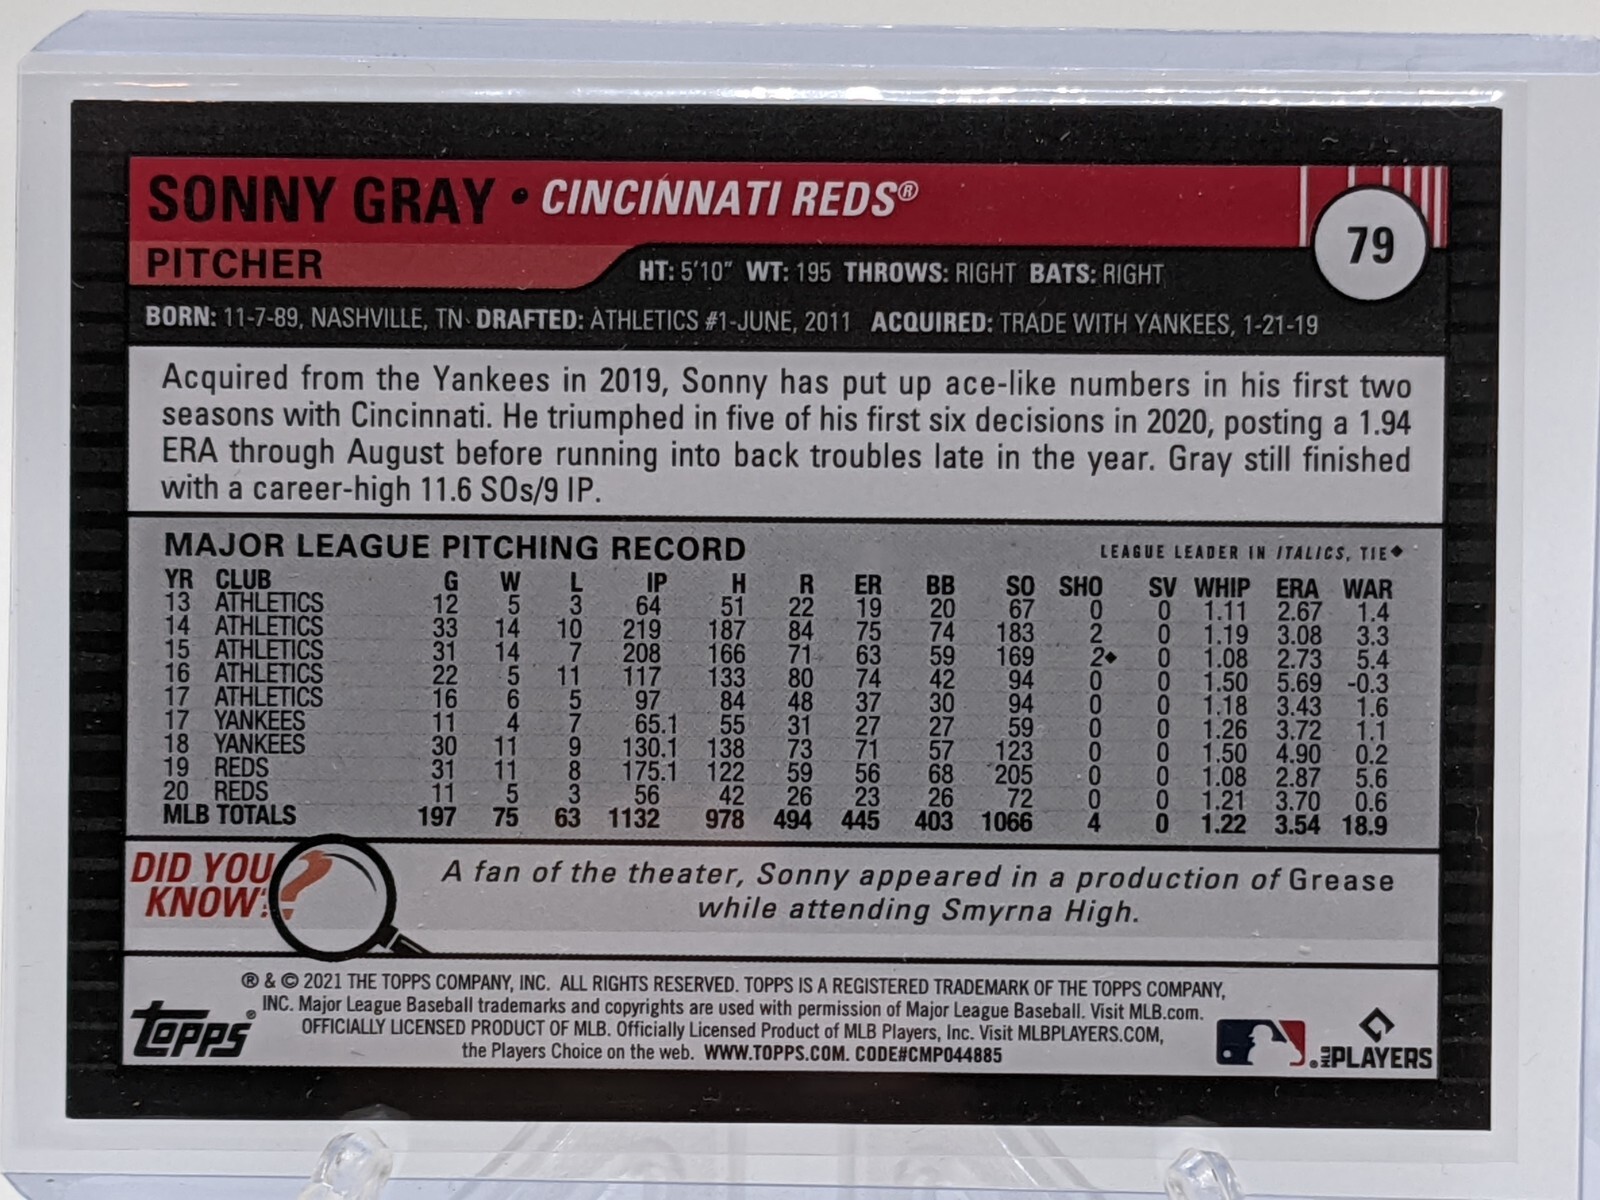 SONNY GRAY • CINCINNATI REDS®
79
PITCHER
HT: 5'10" WT: 195 THROWS: RIGHT BATS: RIGHT
BORN: 11-7-89, NASHVILLE, TN DRAFTED: ATHLETICS #1-JUNE, 2011 ACQUIRED: TRADE WITH YANKEES, 1-21-19
Acquired from the Yankees in 2019, Sonny has put up ace-like numbers in his first two
seasons with Cincinnati. He triumphed in five of his first six decisions in 2020, posting a 1.94
ERA through August before running into back troubles late in the year. Gray still finished
with a career-high 11.6 SOs/9 IP.
MAJOR LEAGUE PITCHING RECORD
LEAGUE LEADER IN ITALICS, TIE◆
YR CLUB G W L IP H R ER BB SO SHO SV WHIP ERA WAR
13 ATHLETICS 12 5 3 64 51 22 19 20 67 0 0 1.11 2.67 1.4
14 ATHLETICS 33 14 10 219 187 84 75 74 183 2 0 1.19 3.08 3.3
15 ATHLETICS 31 14 7 208 166 71 63 59 169 2◆ 0 1.08 2.73 5.4
16 ATHLETICS 22 5 11 117 133 80 74 42 94 0 0 1.50 5.69 -0.3
17 ATHLETICS 16 6 5 97 84 48 37 30 94 0 0 1.18 3.43 1.6
17 YANKEES 11 4 7 65.1 55 31 27 27 59 0 0 1.26 3.72 1.1
18 YANKEES 30 11 9 130.1 138 73 71 57 123 0 0 1.50 4.90 0.2
19 REDS 31 11 8 175.1 122 59 56 68 205 0 0 1.08 2.87 5.6
20 REDS 11 5 3 56 42 26 23 26 72 0 0 1.21 3.70 0.6
MLB TOTALS 197 75 63 1132 978 494 445 403 1066 4 0 1.22 3.54 18.9
DID YOU
KNOW?
A fan of the theater, Sonny appeared in a production of Grease
while attending Smyrna High.
® & © 2021 THE TOPPS COMPANY, INC. ALL RIGHTS RESERVED. TOPPS IS A REGISTERED TRADEMARK OF THE TOPPS COMPANY,
INC. Major League Baseball trademarks and copyrights are used with permission of Major League Baseball. Visit MLB.com.
OFFICIALLY LICENSED PRODUCT OF MLB. Officially Licensed Product of MLB Players, Inc. Visit MLBPLAYERS.COM,
the Players Choice on the web. WWW.TOPPS.COM. CODE#CMP044885
Topps®
®
MLB PLAYERS